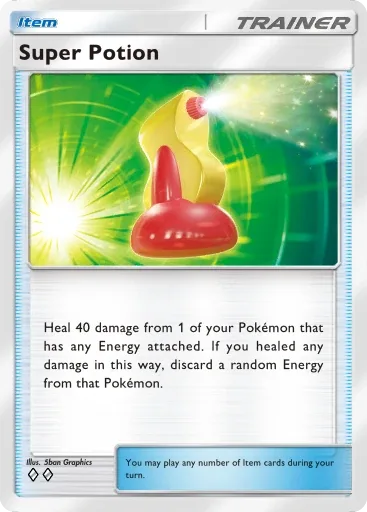 Item
TRAINER
Super Potion
Heal 40 damage from 1 of your Pokémon that
has any Energy attached. If you healed any
damage in this way, discard a random Energy
from that Pokémon.
Illus. 5ban Graphics
You may play any number of Item cards during your
turn.